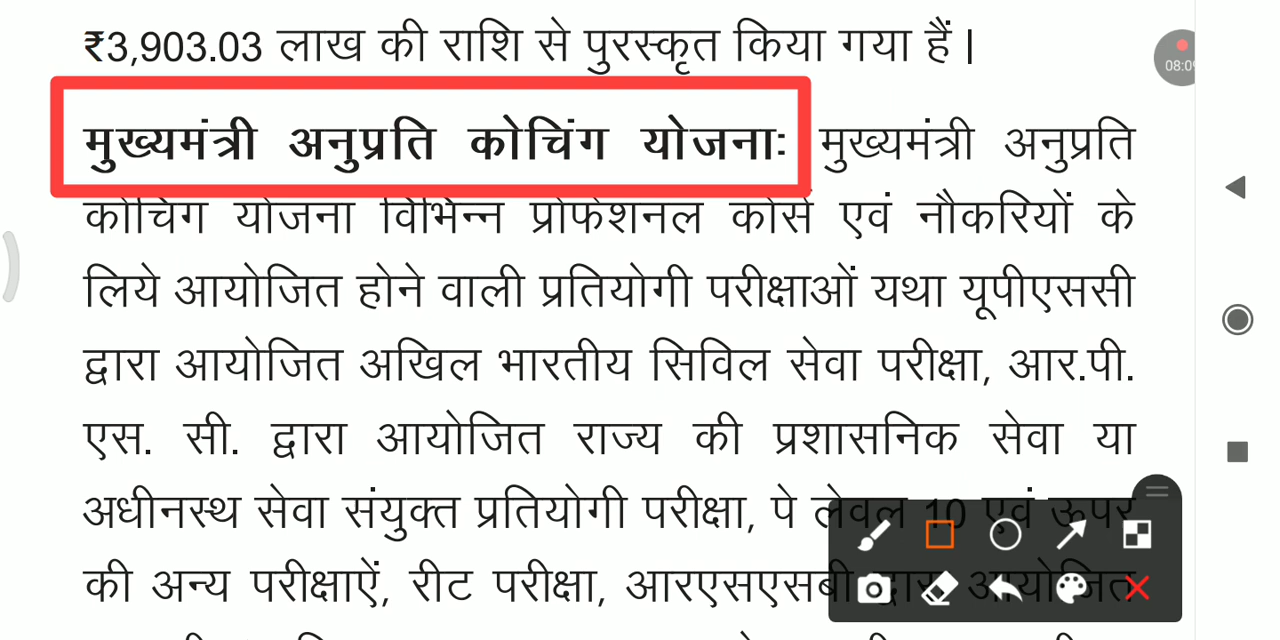 ₹3,903.03 लाख की राशि से पुरस्कृत किया गया हैं |
08:09
मुख्यमंत्री अनुप्रति कोचिंग योजनाः मुख्यमंत्री अनुप्रति
कोचिंग योजना विभिन्न प्रोफेशनल कोर्स एवं नौकरियों के
लिये आयोजित होने वाली प्रतियोगी परीक्षाओं यथा यूपीएससी
द्वारा आयोजित अखिल भारतीय सिविल सेवा परीक्षा, आर.पी.
एस. सी. द्वारा आयोजित राज्य की प्रशासनिक सेवा या
अधीनस्थ सेवा संयुक्त प्रतियोगी परीक्षा, पे लेवल 10 एवं ऊपर
की अन्य परीक्षाऐं, रीट परीक्षा, आरएसएसबी द्वारा आयोजित